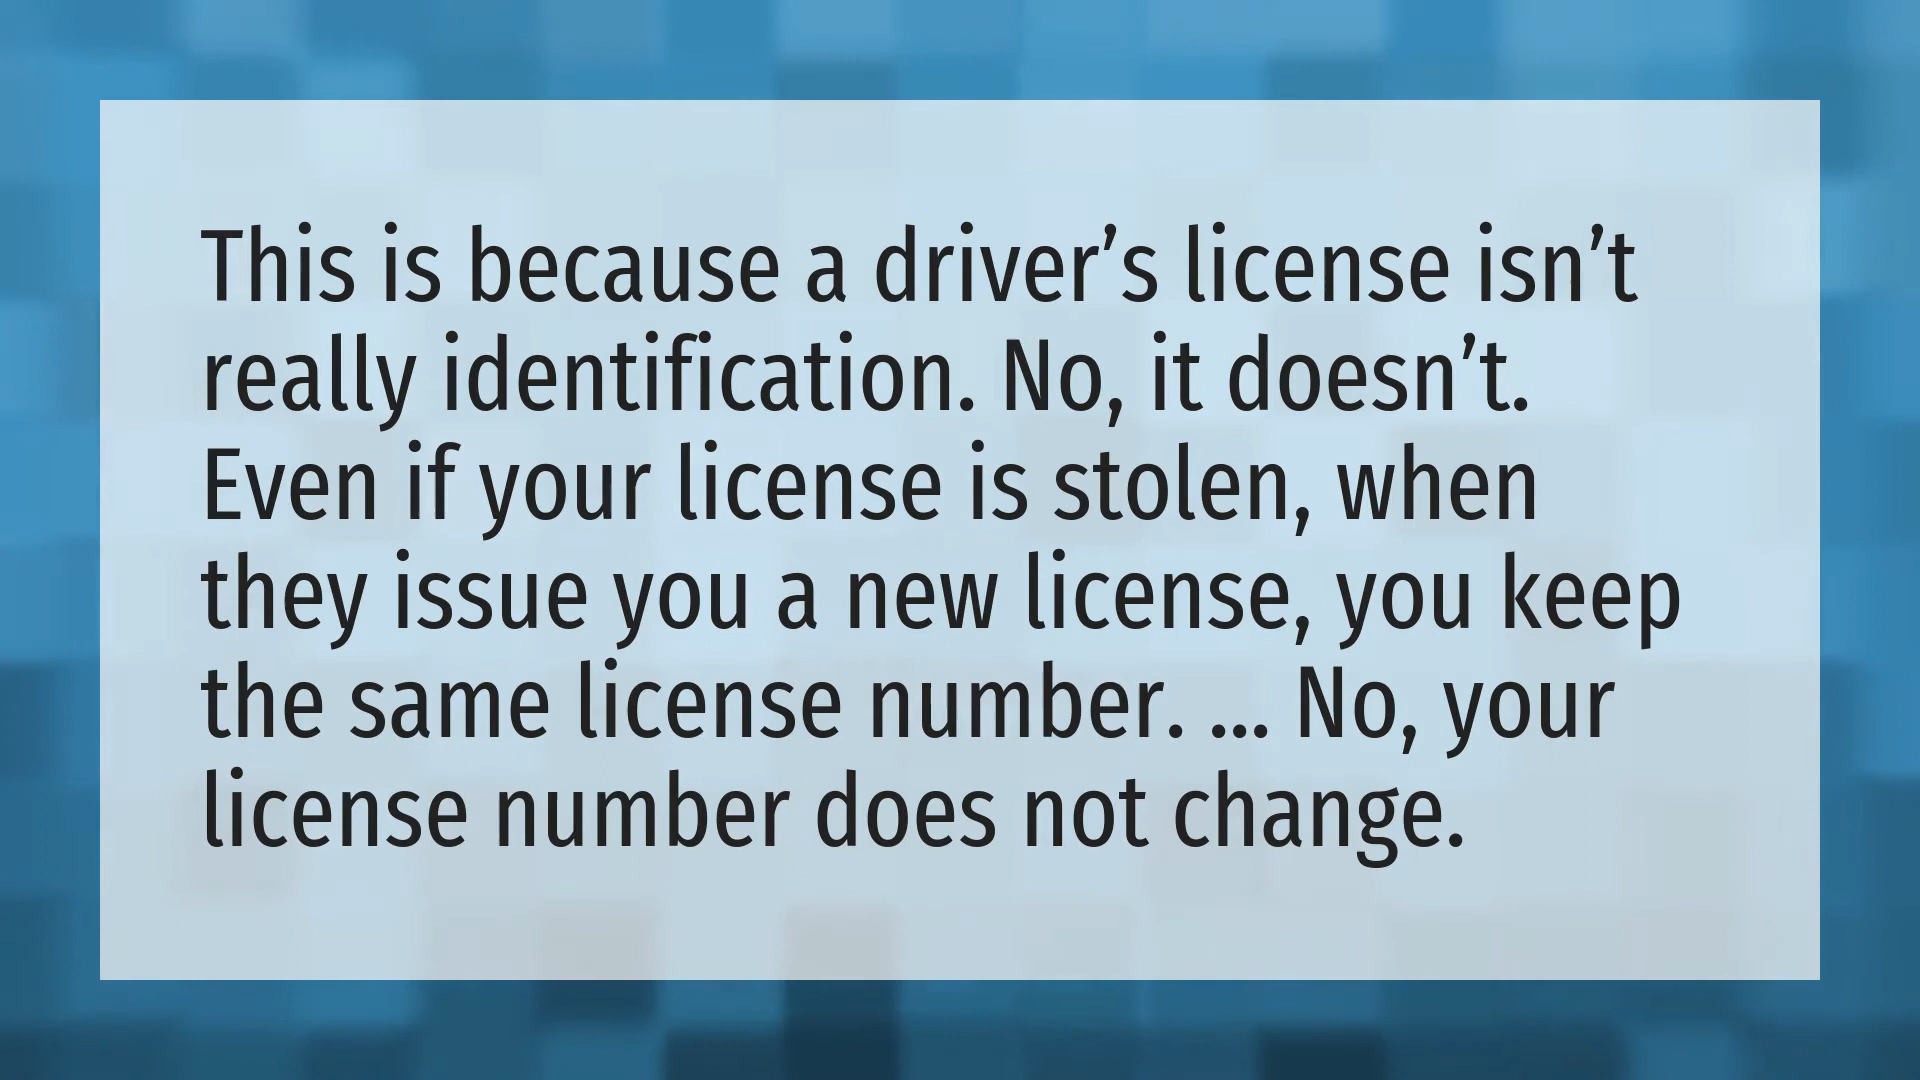 This is because a driver’s license isn’t
really identification. No, it doesn’t.
Even if your license is stolen, when
they issue you a new license, you keep
the same license number. ... No, your
license number does not change.